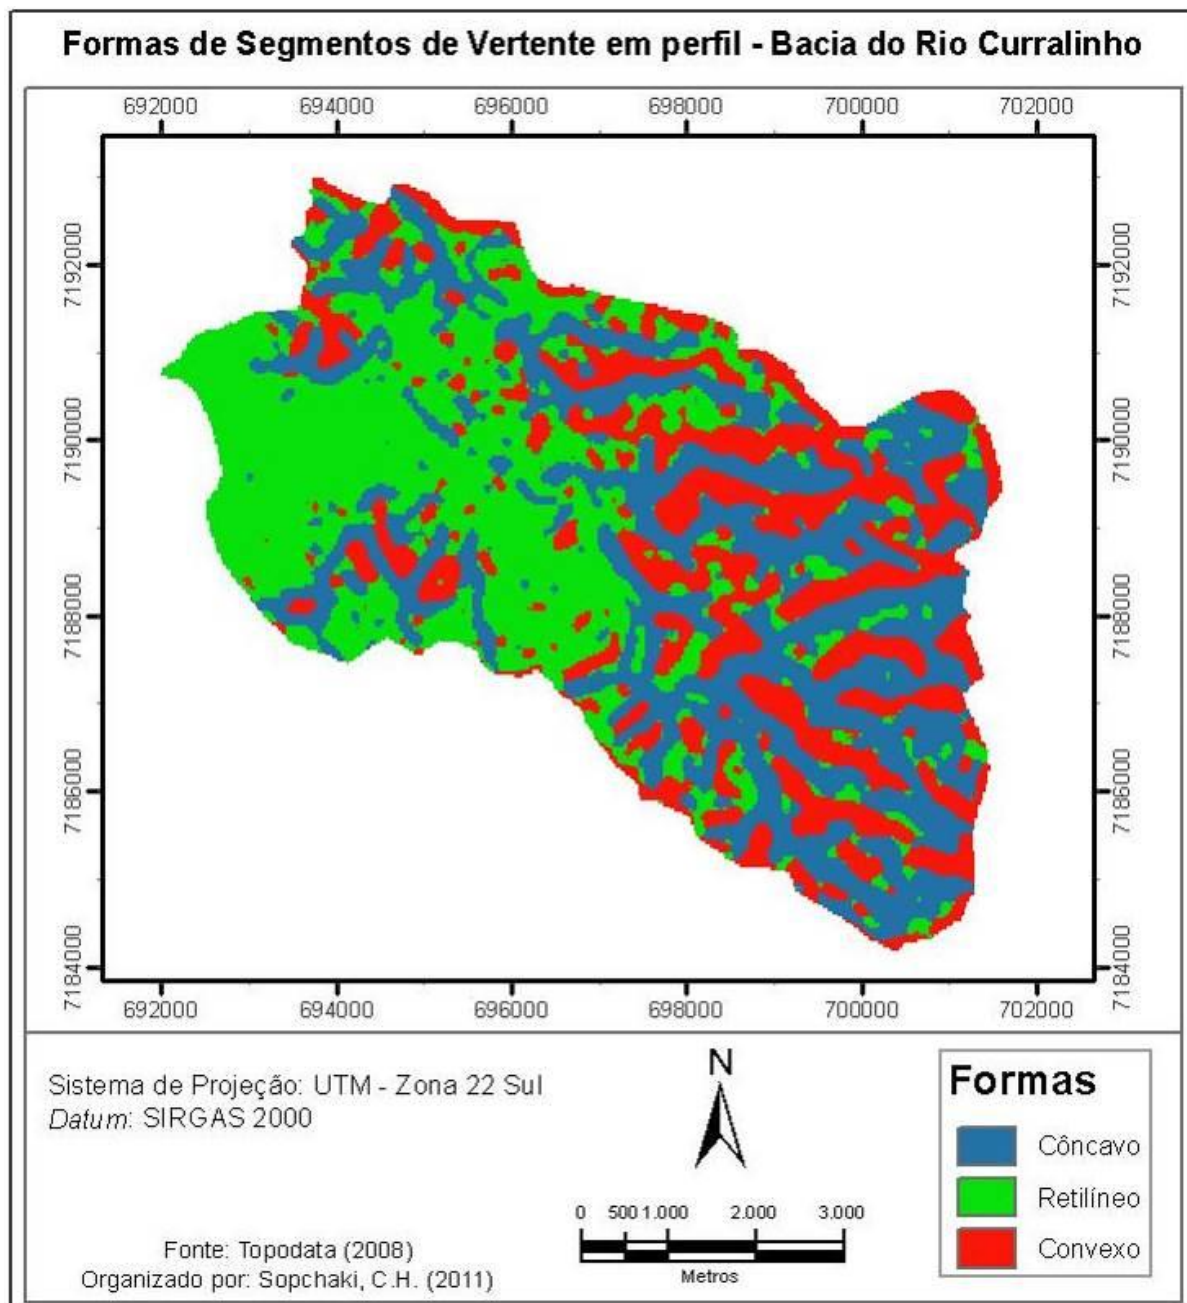 Formas de Segmentos de Vertente em perfil - Bacia do Rio Curralinho
692000 694000 696000 698000 700000 702000
7192000 7192000
7190000 7190000
7188000 7188000
7186000 7186000
7184000 7184000
692000 694000 696000 698000 700000 702000
Sistema de Projeção: UTM - Zona 22 Sul
Datum: SIRGAS 2000
N
0 500 1.000 2.000 3.000
Metros
Fonte: Topodata (2008)
Organizado por: Sopchaki, C.H. (2011)
Formas
Côncavo
Retilíneo
Convexo